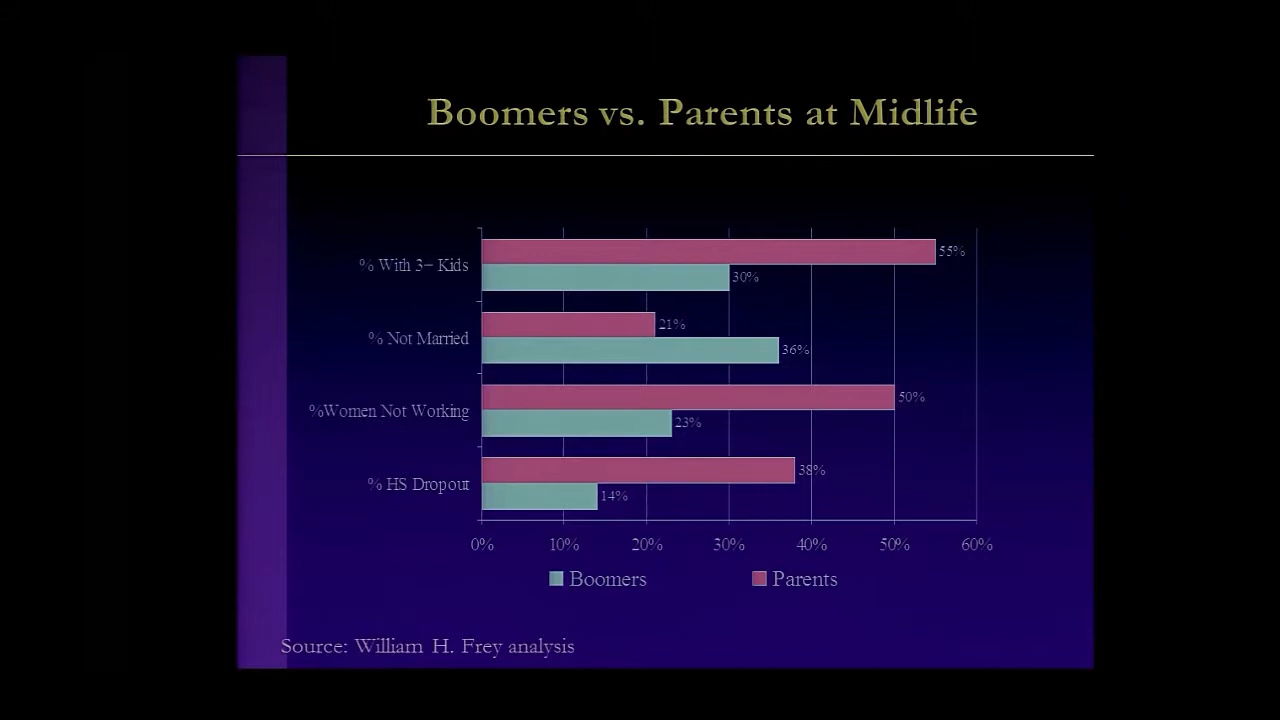 Boomers vs. Parents at Midlife
% With 3+ Kids
55%
30%
% Not Married
21%
36%
%Women Not Working
50%
23%
% HS Dropout
38%
14%
0% 10% 20% 30% 40% 50% 60%
Boomers Parents
Source: William H. Frey analysis